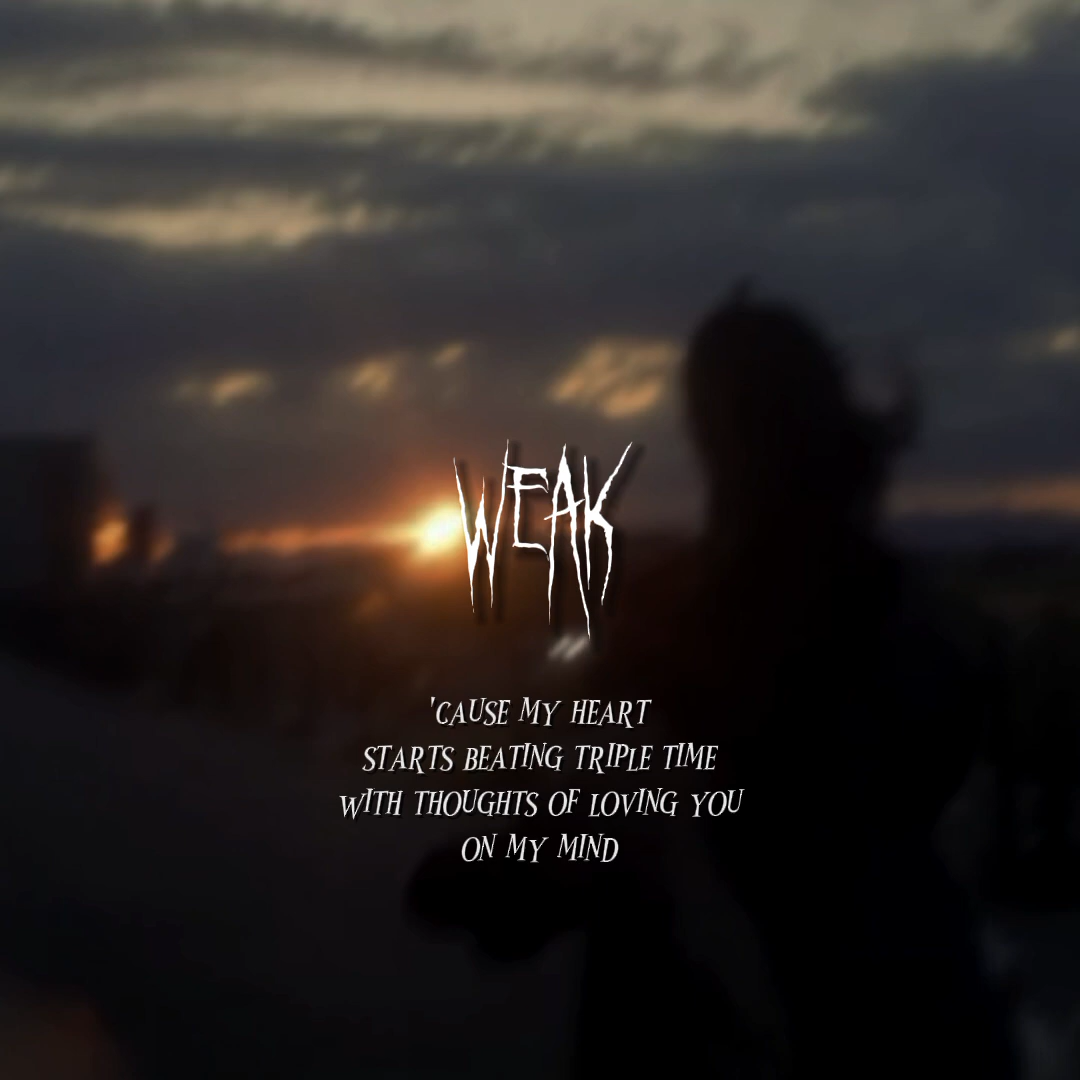 WEAK
'CAUSE MY HEART
STARTS BEATING TRIPLE TIME
WITH THOUGHTS OF LOVING YOU
ON MY MIND